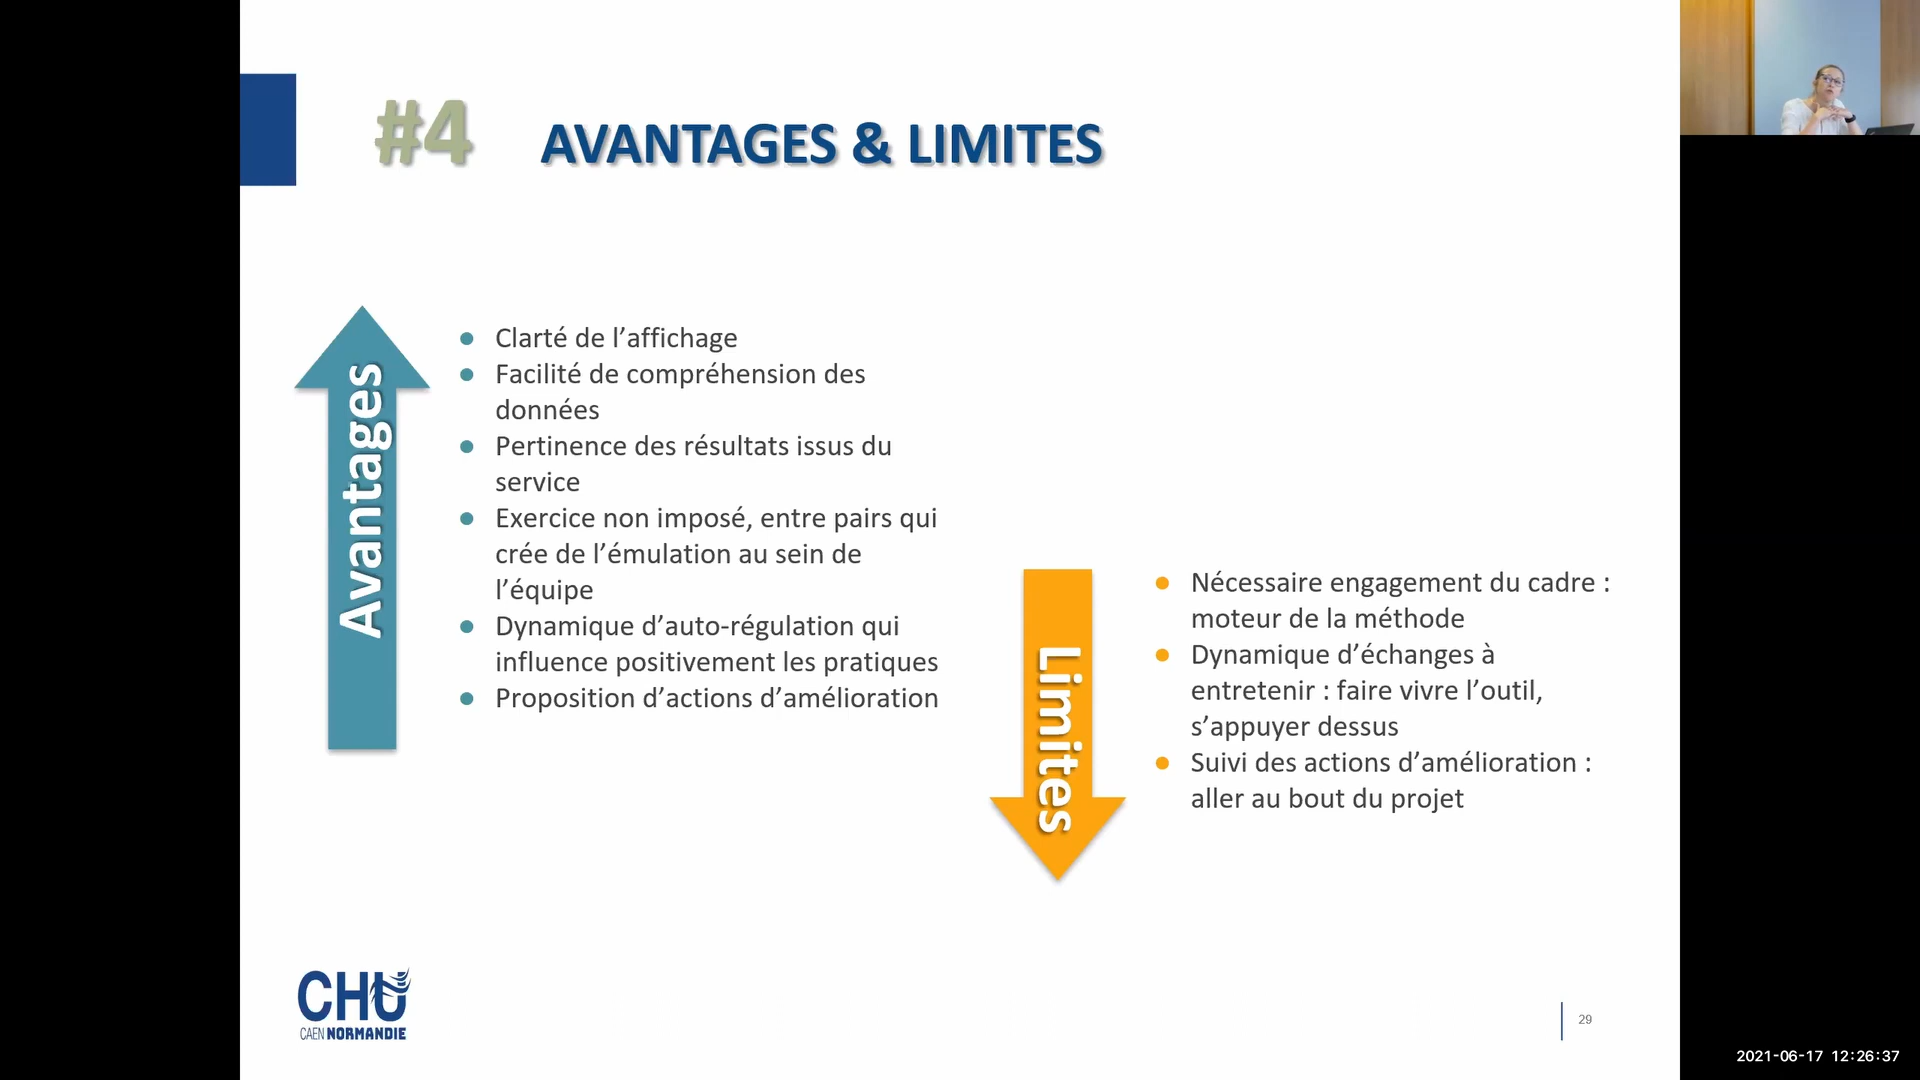 #4 AVANTAGES & LIMITES
Avantages
Clarté de l’affichage
Facilité de compréhension des
données
Pertinence des résultats issus du
service
Exercice non imposé, entre pairs qui
crée de l’émulation au sein de
l’équipe
Dynamique d’auto-régulation qui
influence positivement les pratiques
Proposition d’actions d’amélioration
Limites
Nécessaire engagement du cadre :
moteur de la méthode
Dynamique d’échanges à
entretenir : faire vivre l’outil,
s’appuyer dessus
Suivi des actions d’amélioration :
aller au bout du projet
CHU
CAEN NORMANDIE
29
2021-06-17 12:26:37